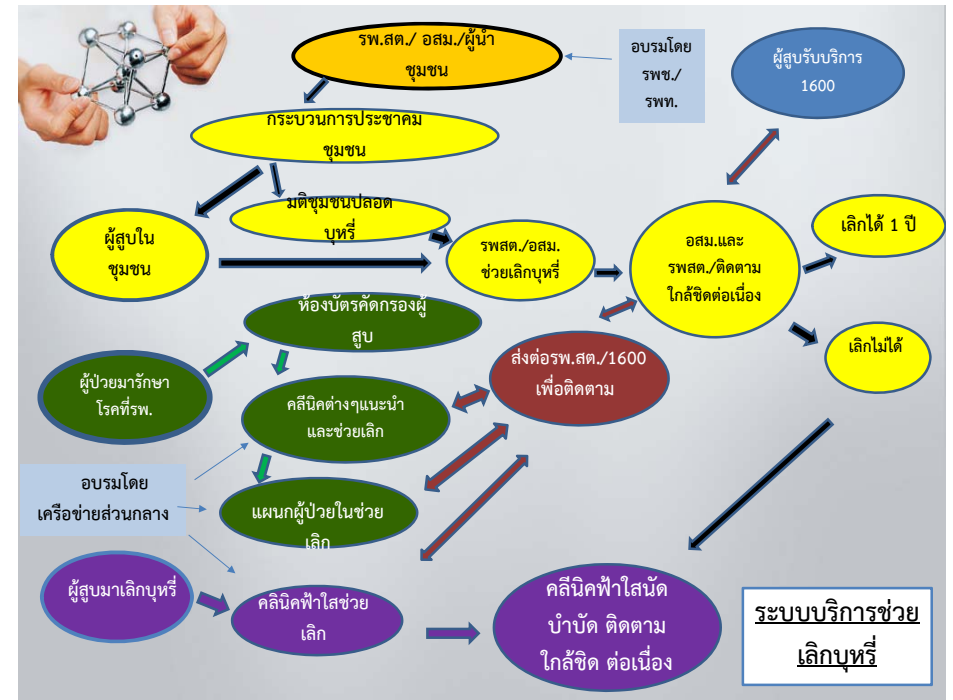 รพ.สต./ อสม./ผู้นำ
ชุมชน
อบรมโดย
รพช./
รพท.
ผู้สูบรับบริการ
1600
กระบวนการประชาคม
ชุมชน
มติชุมชนปลอด
บุหรี่
ผู้สูบใน
ชุมชน
รพสต./อสม.
ช่วยเลิกบุหรี่
อสม.และ
รพสต./ติดตาม
ใกล้ชิดต่อเนื่อง
เลิกได้ 1 ปี
เลิกไม่ได้
ห้องบัตรคัดกรองผู้
สูบ
ผู้ป่วยมารักษา
โรคที่รพ.
คลีนิคต่างๆแนะนำ
และช่วยเลิก
ส่งต่อรพ.สต./1600
เพื่อติดตาม
อบรมโดย
เครือข่ายส่วนกลาง
แผนกผู้ป่วยในช่วย
เลิก
ผู้สูบมาเลิกบุหรี่
คลินิคฟ้าใสช่วย
เลิก
คลีนิคฟ้าใสนัด
บำบัด ติดตาม
ใกล้ชิด ต่อเนื่อง
ระบบบริการช่วย
เลิกบุหรี่